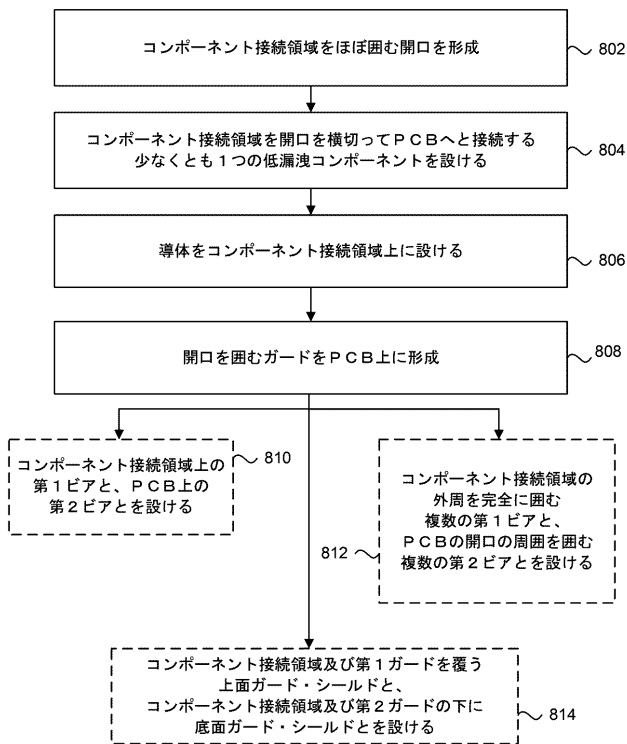 コンポーネント接続領域をほぼ囲む開口を形成
802
コンポーネント接続領域を開口を横切ってＰＣＢへと接続する
少なくとも１つの低漏洩コンポーネントを設ける
804
導体をコンポーネント接続領域上に設ける
806
開口を囲むガードをＰＣＢ上に形成
808
コンポーネント接続領域上の
第１ビアと、ＰＣＢ上の
第２ビアとを設ける
810
コンポーネント接続領域の
外周を完全に囲む
複数の第１ビアと、
ＰＣＢの開口の周囲を囲む
複数の第２ビアとを設ける
812
コンポーネント接続領域及び第１ガードを覆う
上面ガード・シールドと、
コンポーネント接続領域及び第２ガードの下に
底面ガード・シールドとを設ける
814